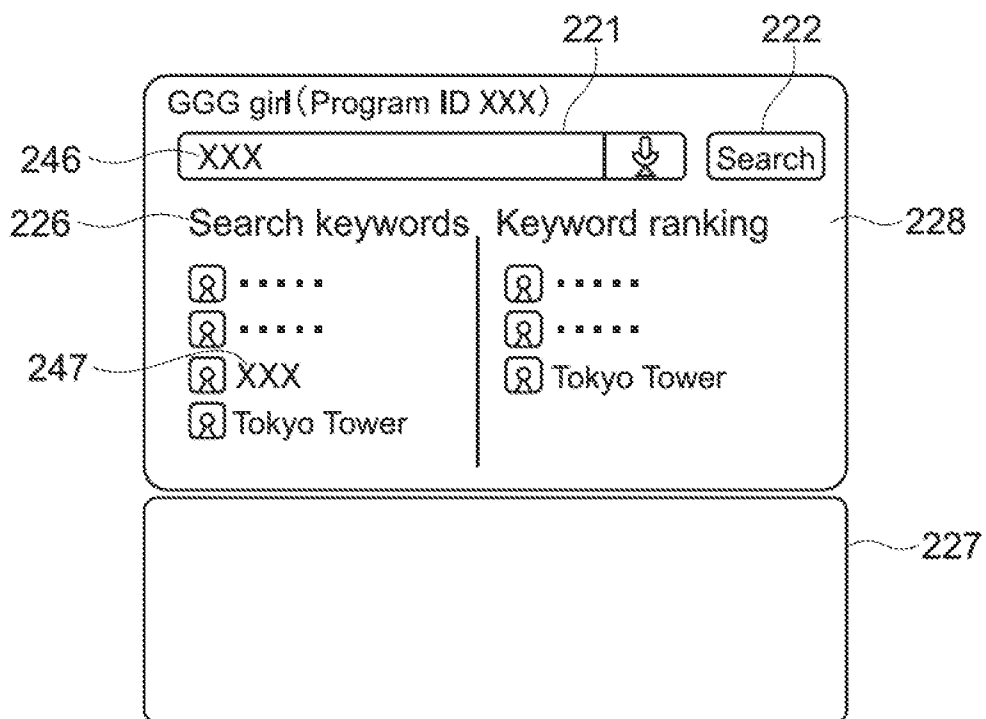 221 222
GGG girl (Program ID XXX)
246 XXX Search
226 Search keywords Keyword ranking 228
..... .....
..... .....
247 XXX Tokyo Tower
Tokyo Tower
227